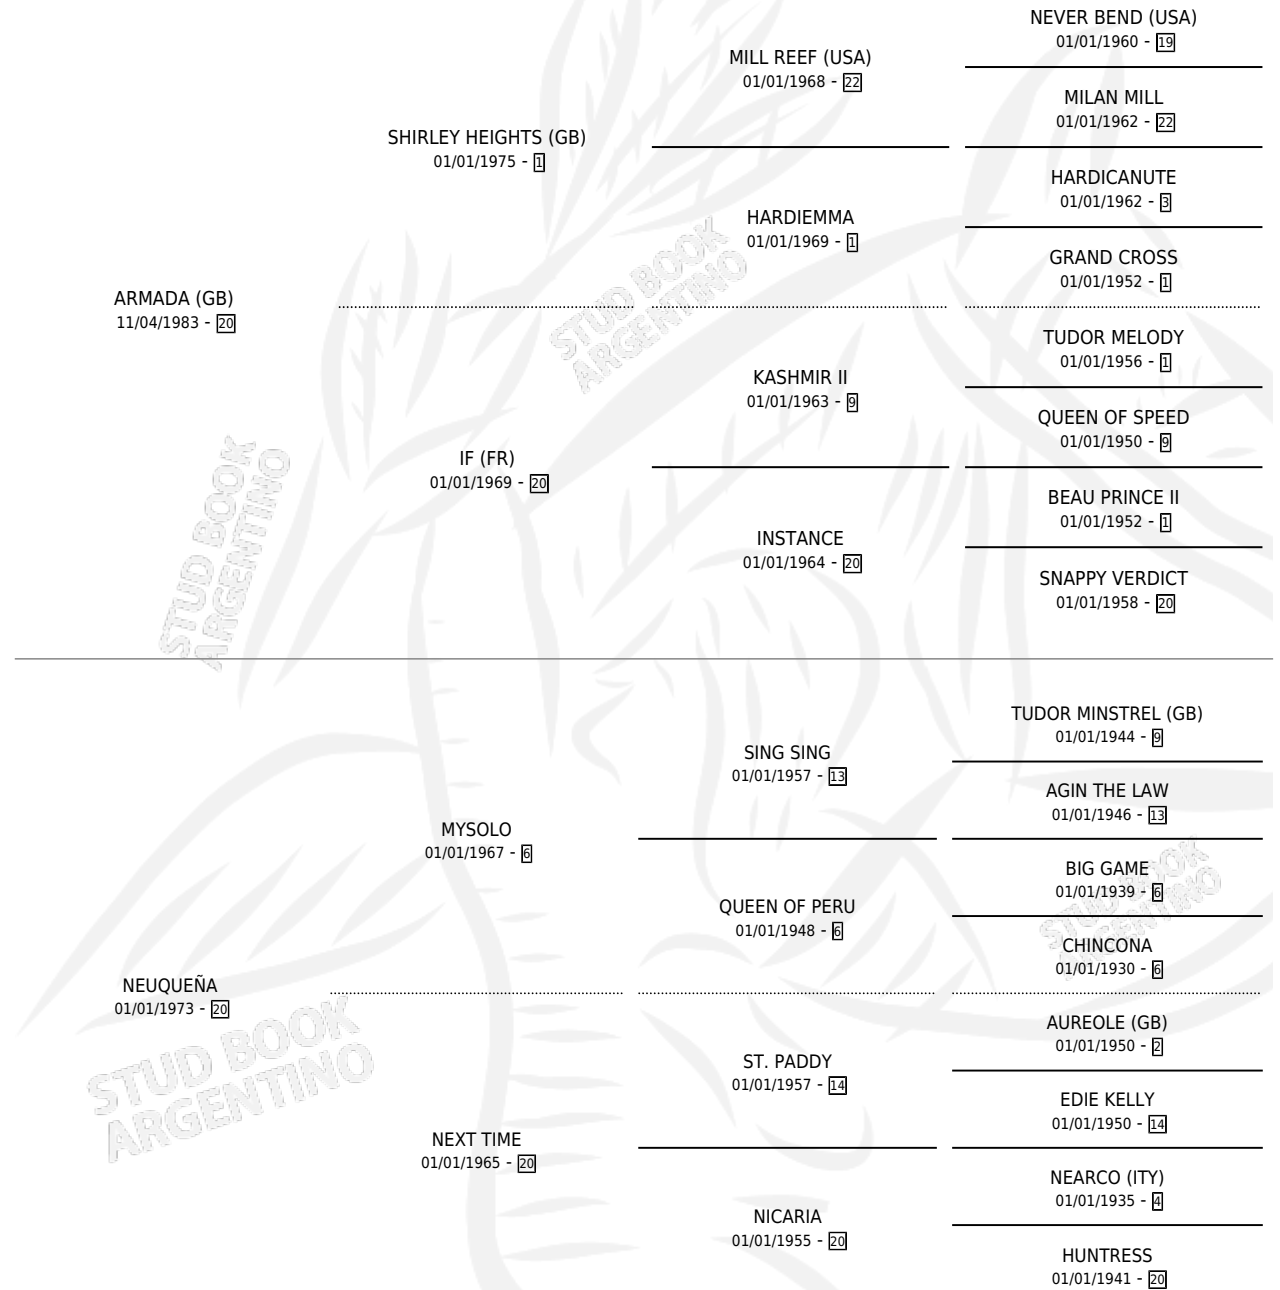 NEVER BEND (USA)
01/01/1960 - 19
MILL REEF (USA)
01/01/1968 - 22
MILAN MILL
01/01/1962 - 22
SHIRLEY HEIGHTS (GB)
01/01/1975 - 1
HARDICANUTE
01/01/1962 - 3
HARDIEMMA
01/01/1969 - 1
GRAND CROSS
01/01/1952 - 1
ARMADA (GB)
11/04/1983 - 20
STUD BOOK
ARGENTINO
TUDOR MELODY
01/01/1956 - 1
KASHMIR II
01/01/1963 - 9
QUEEN OF SPEED
01/01/1950 - 9
IF (FR)
01/01/1969 - 20
BEAU PRINCE II
01/01/1952 - 1
INSTANCE
01/01/1964 - 20
SNAPPY VERDICT
01/01/1958 - 20
STUD BOOK
ARGENTINO
TUDOR MINSTREL (GB)
01/01/1944 - 9
SING SING
01/01/1957 - 13
AGIN THE LAW
01/01/1946 - 13
MYSOLO
01/01/1967 - 6
BIG GAME
01/01/1939 - 6
QUEEN OF PERU
01/01/1948 - 6
STUD BOOK
ARGENTINO
CHINCONA
01/01/1930 - 6
NEUQUEÑA
01/01/1973 - 20
AUREOLE (GB)
01/01/1950 - 2
ST. PADDY
01/01/1957 - 14
STUD BOOK
ARGENTINO
EDIE KELLY
01/01/1950 - 14
NEXT TIME
01/01/1965 - 20
NEARCO (ITY)
01/01/1935 - 4
NICARIA
01/01/1955 - 20
HUNTRESS
01/01/1941 - 20